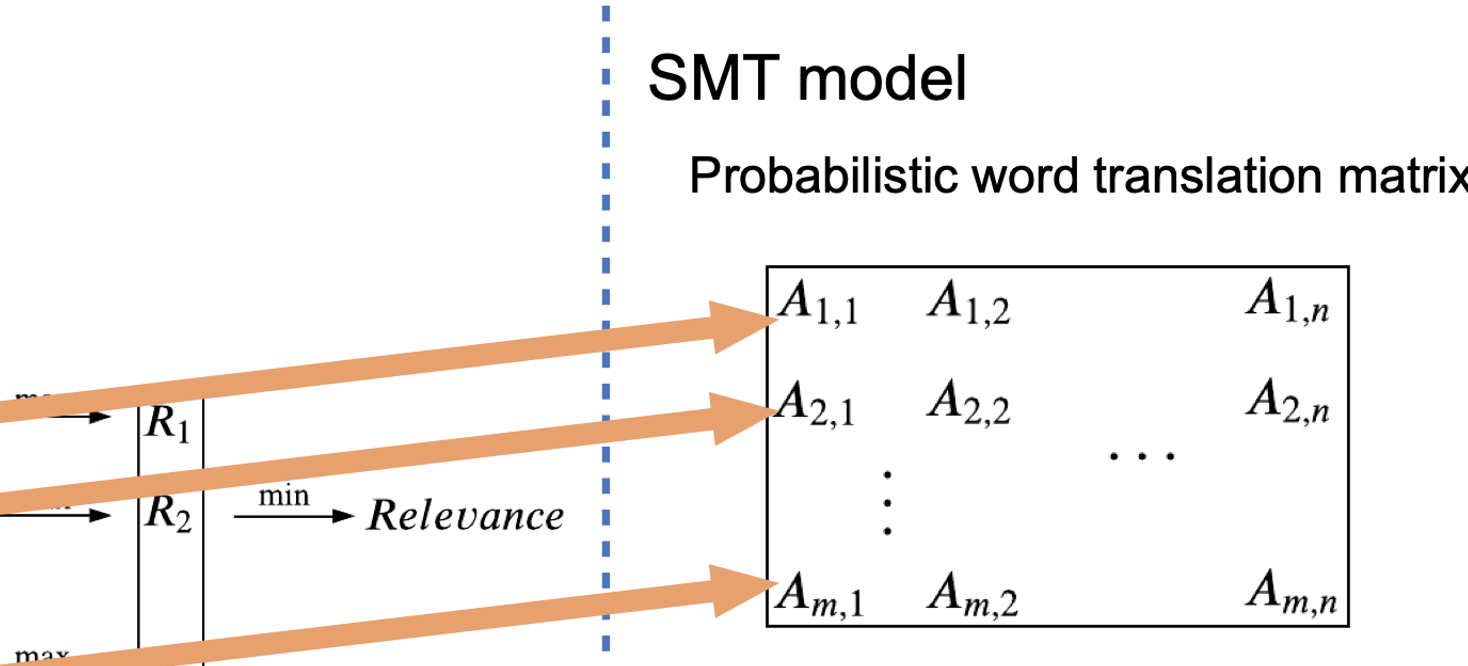 SMT model
Probabilistic word translation matrix
A1,1 A1,2 A1,n
A2,1 A2,2 A2,n
. . .
Am,1 Am,2 Am,n
R1
R2
min
Relevance
max